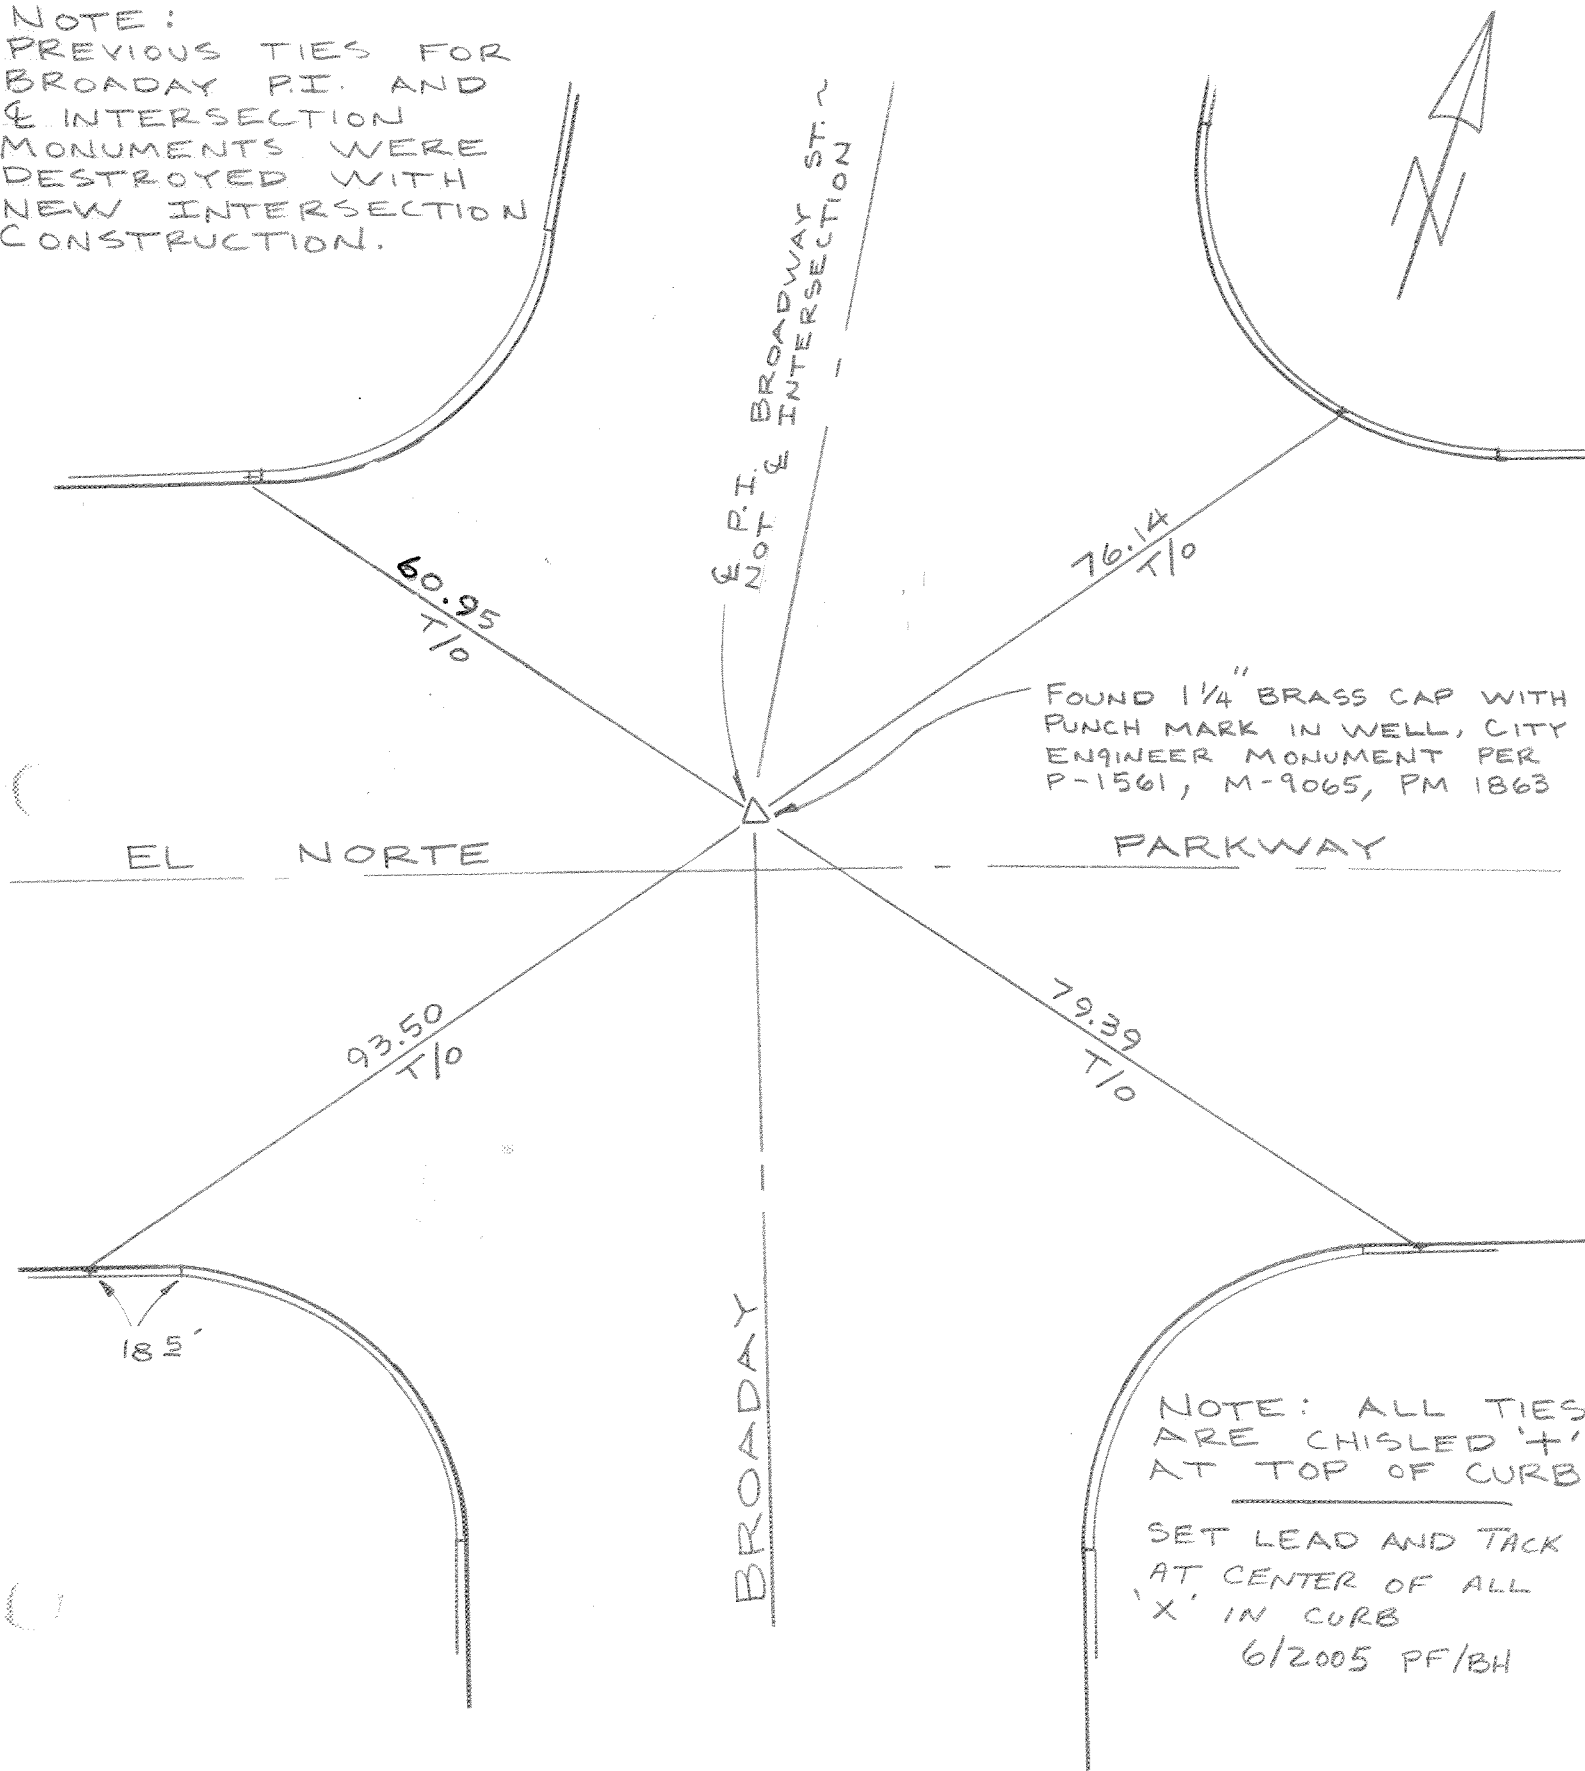 NOTE:
PREVIOUS TIES FOR
BROADAY P.I. AND
℄ INTERSECTION
MONUMENTS WERE
DESTROYED WITH
NEW INTERSECTION
CONSTRUCTION.
N
℄ P.I. BROADWAY ST. ~
NOT ℄ INTERSECTION
60.95
T/O
76.14
T/O
FOUND 1 1/4" BRASS CAP WITH
PUNCH MARK IN WELL, CITY
ENGINEER MONUMENT PER
P-1561, M-9065, PM 1863
EL NORTE PARKWAY
93.50
T/O
79.39
T/O
18 5'
BROADAY
NOTE: ALL TIES
ARE CHISLED '+'
AT TOP OF CURB
SET LEAD AND TACK
AT CENTER OF ALL
'X' IN CURB
6/2005 PF/BH